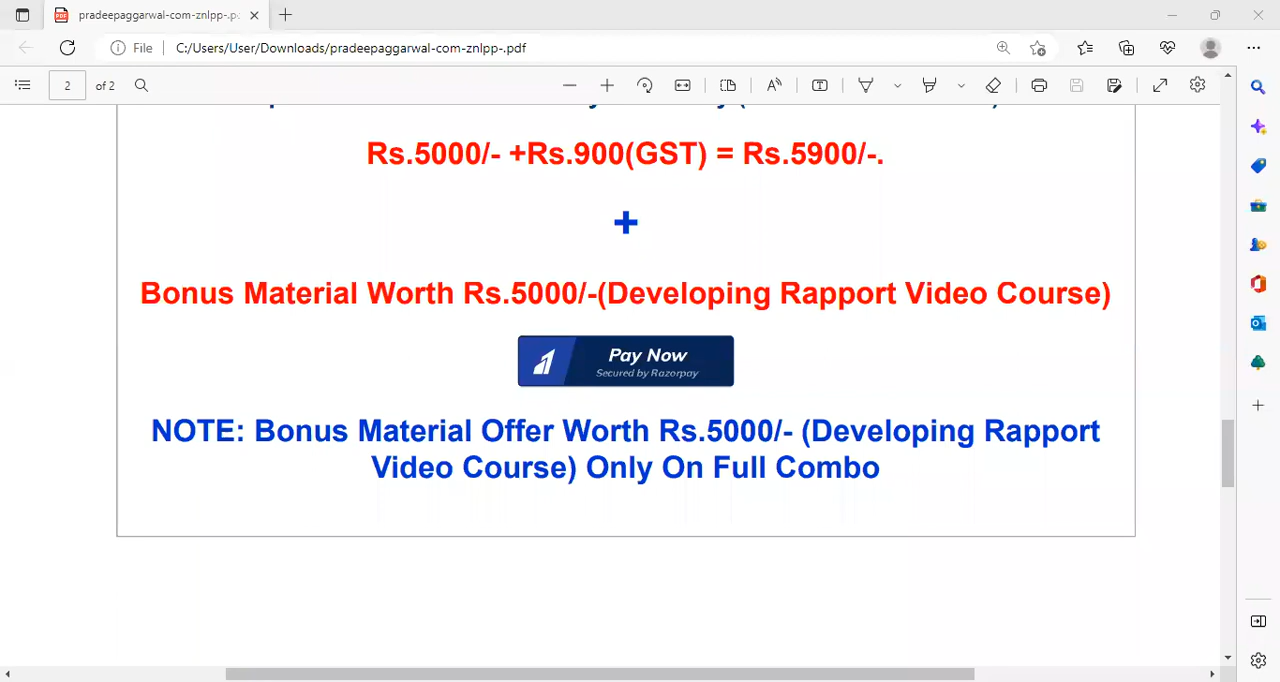 pradeepaggarwal-com-znlpp-.p
File
C:/Users/User/Downloads/pradeepaggarwal-com-znlpp-.pdf
2 of 2
Rs.5000/- +Rs.900(GST) = Rs.5900/-.
+
Bonus Material Worth Rs.5000/-(Developing Rapport Video Course)
Pay Now
Secured by Razorpay
NOTE: Bonus Material Offer Worth Rs.5000/- (Developing Rapport
Video Course) Only On Full Combo